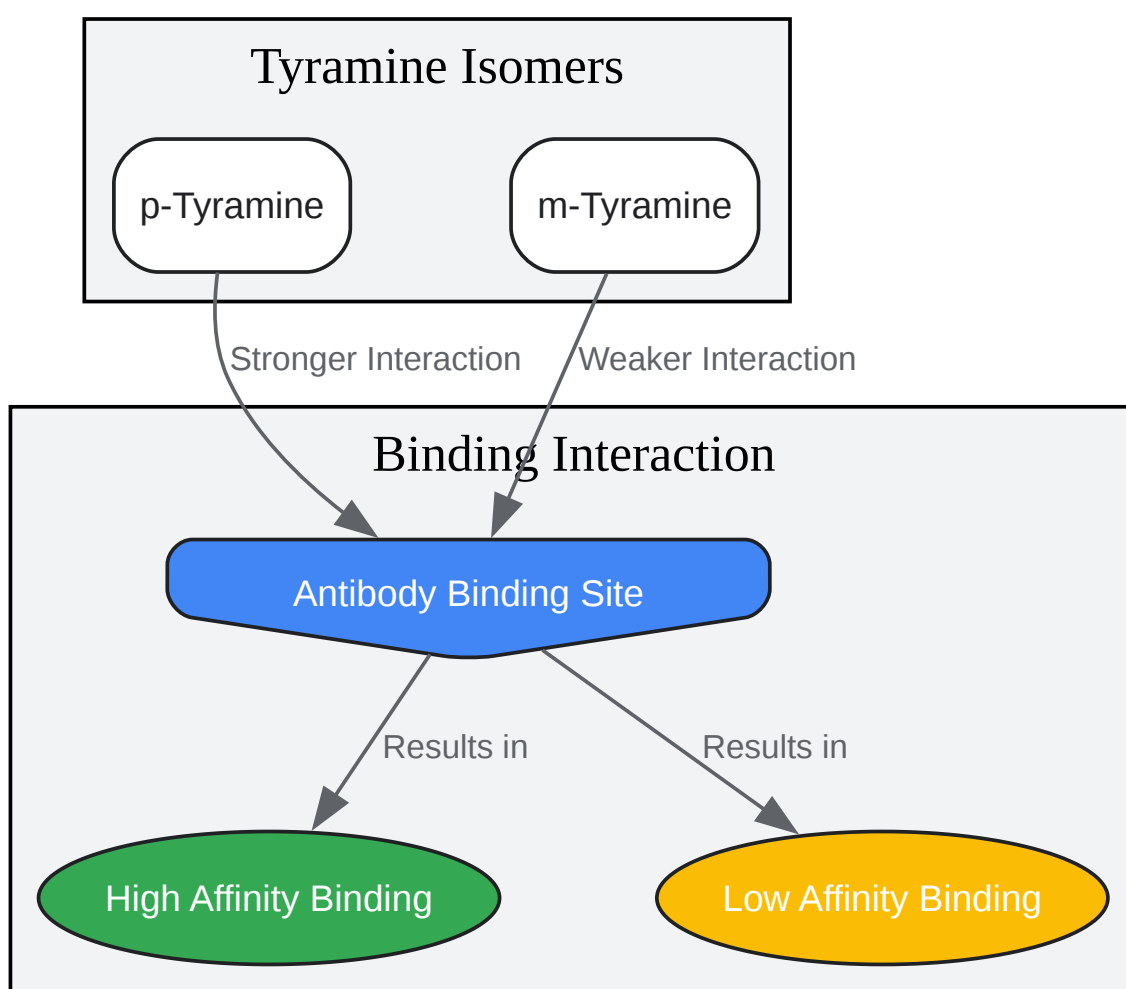 Tyramine Isomers
p-Tyramine
m-Tyramine
Stronger Interaction
Weaker Interaction
Binding Interaction
Antibody Binding Site
Results in
Results in
High Affinity Binding
Low Affinity Binding